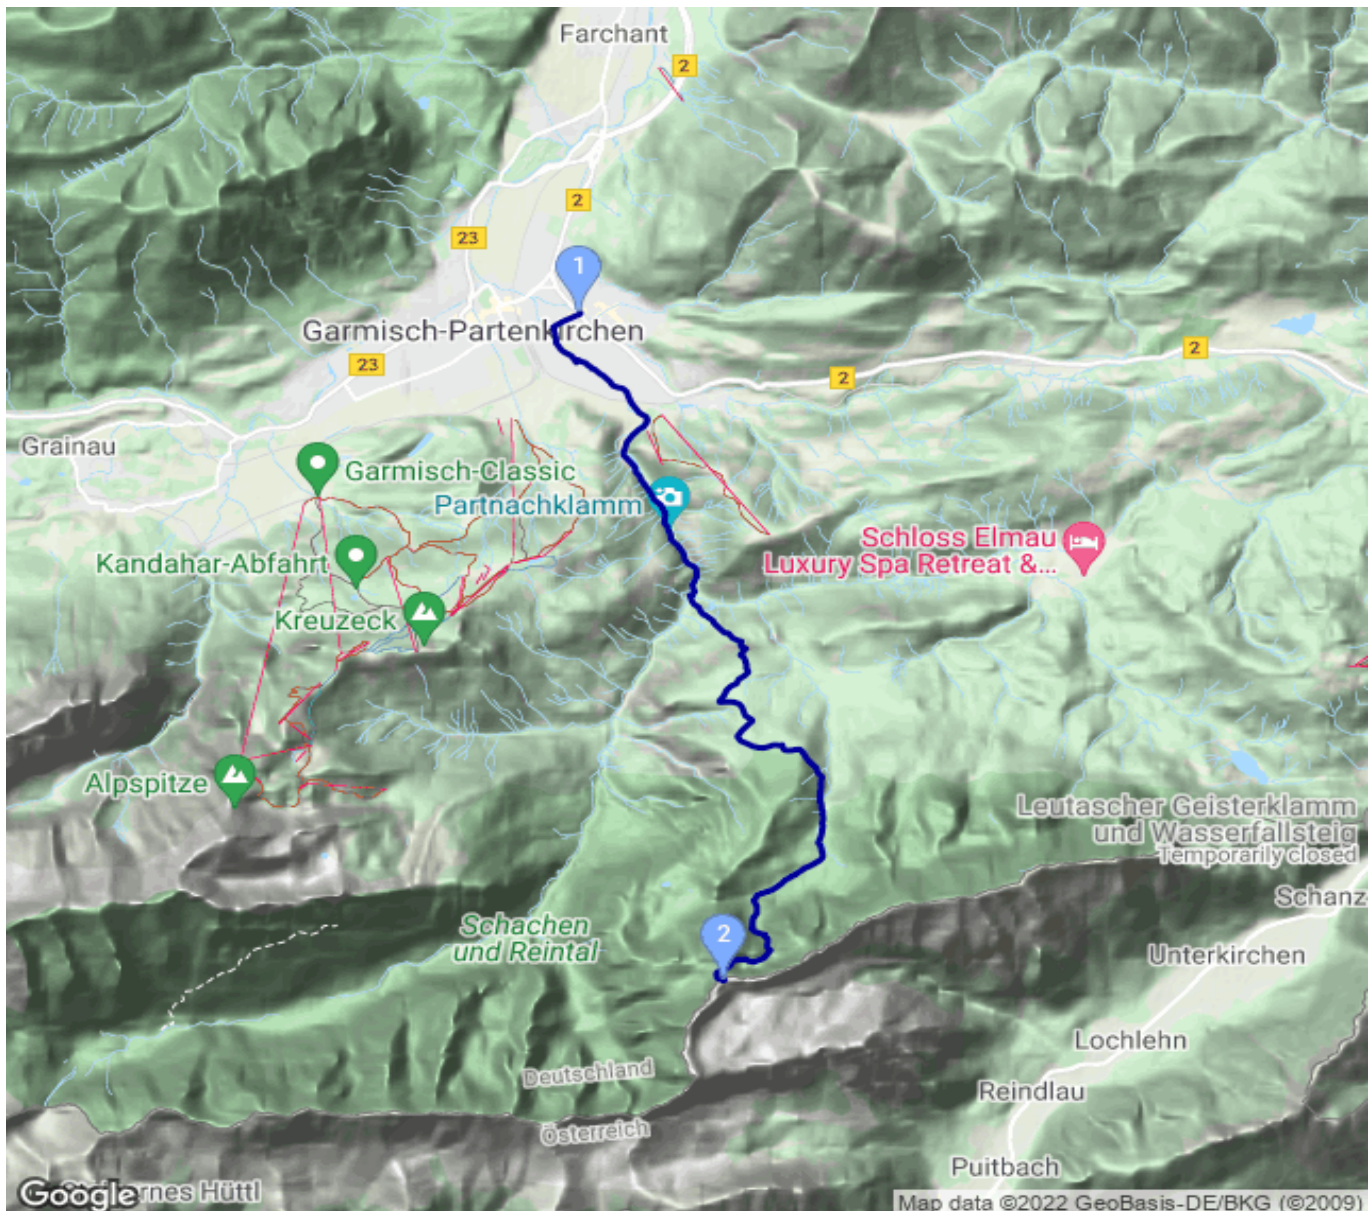 Farchant
2
2
23
1
Garmisch-Partenkirchen
2
23
2
Grainau
Garmisch-Classic
Partnachklamm
Schloss Elmau
Luxury Spa Retreat &...
Kandahar-Abfahrt
Kreuzeck
Alpspitze
Leutascher Geisterklamm
und Wasserfallsteig
Temporarily closed
Schanz
Schachen
und Reintal
2
Unterkirchen
Lochlehn
Deutschland
Reindlau
Österreich
Puitbach
Google
Hüttl
Map data ©2022 GeoBasis-DE/BKG (©2009)